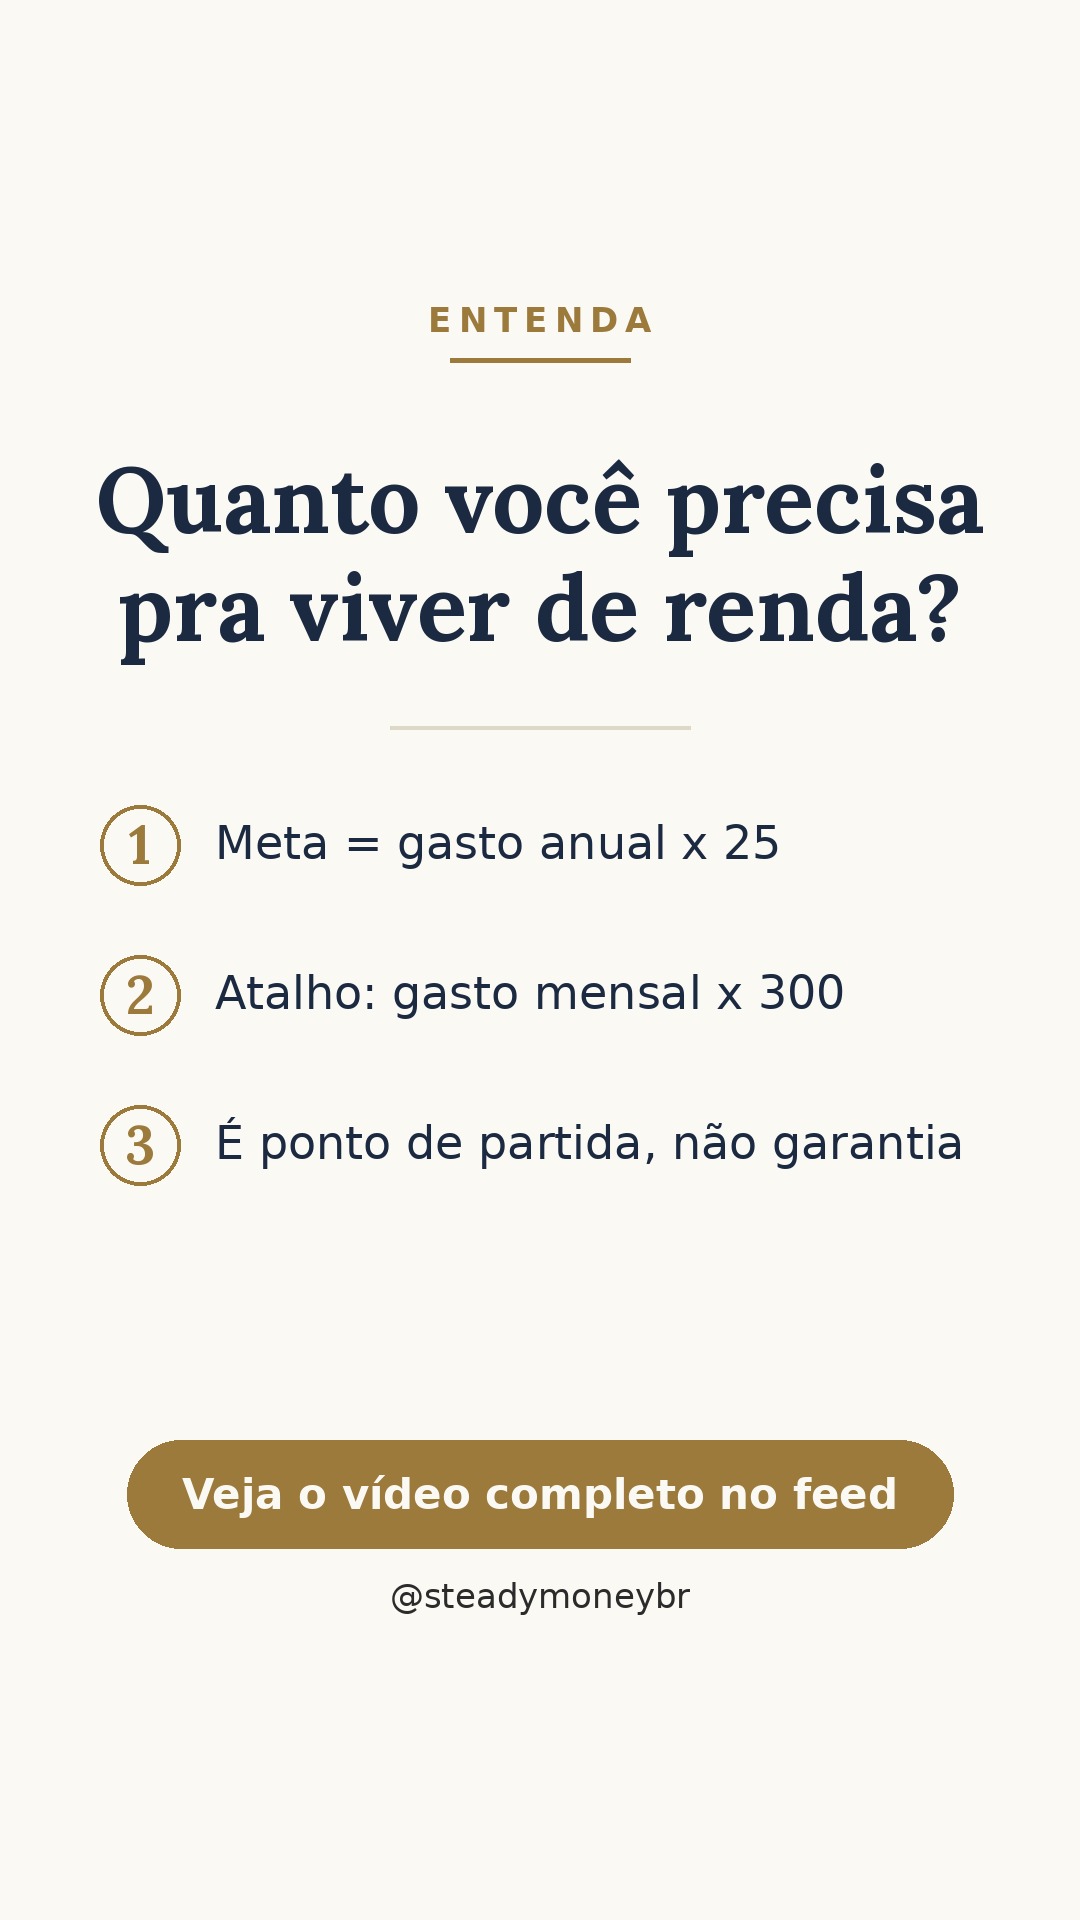 ENTENDA
Quanto você precisa
pra viver de renda?
1 Meta = gasto anual x 25
2 Atalho: gasto mensal x 300
3 É ponto de partida, não garantia
Veja o vídeo completo no feed
@steadymoneybr